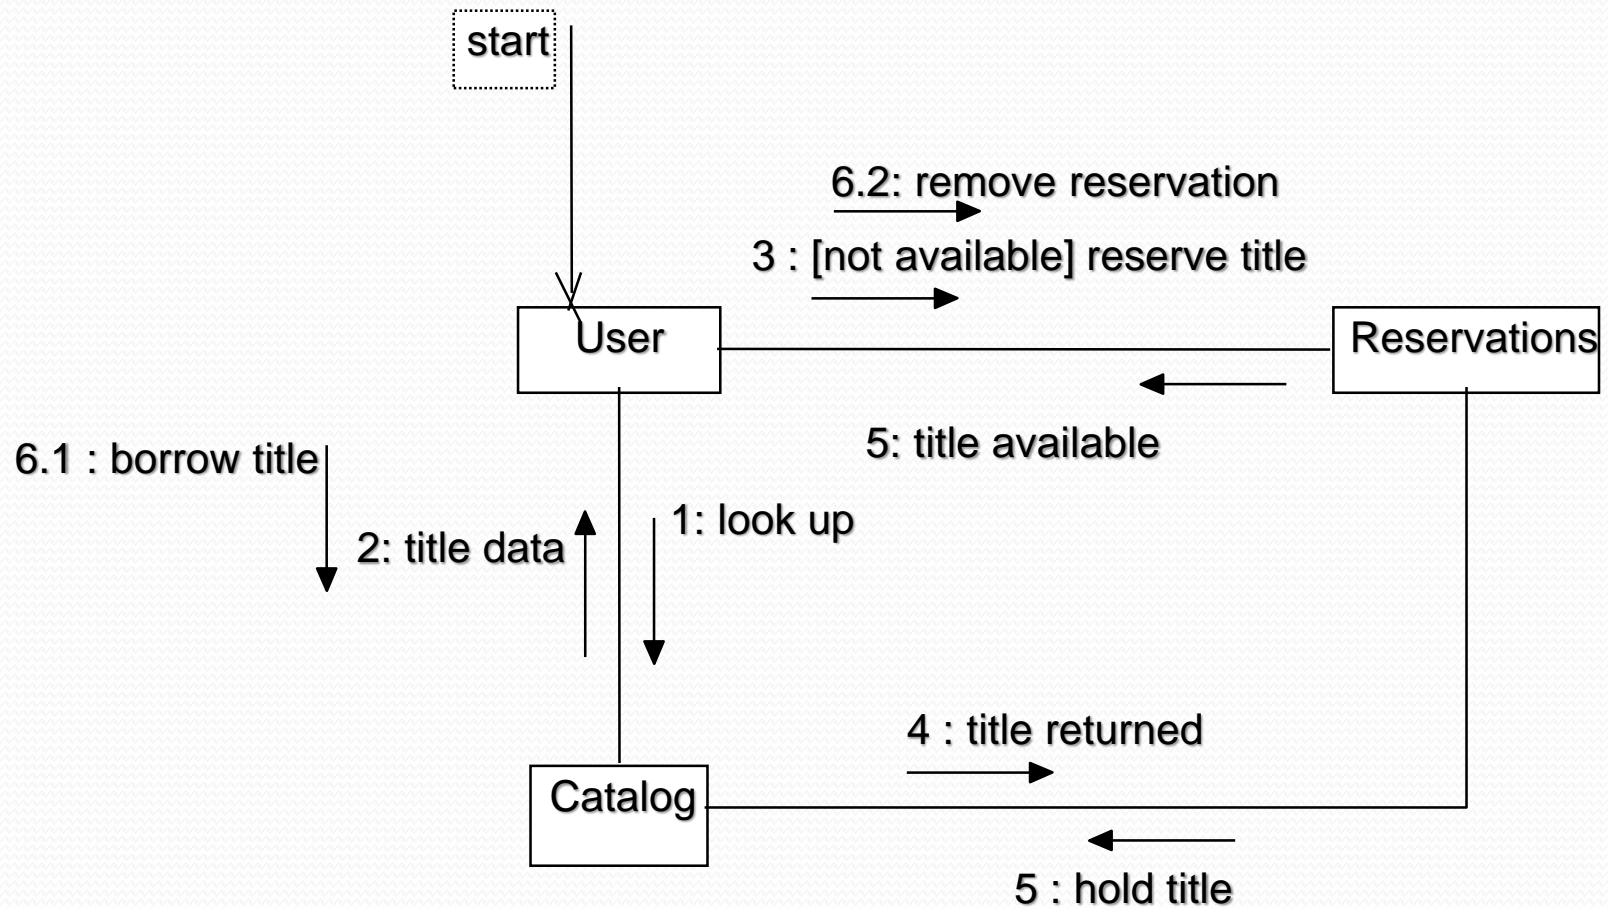 start
6.2: remove reservation
3 : [not available] reserve title
User
Reservations
5: title available
6.1 : borrow title
1: look up
2: title data
4 : title returned
Catalog
5 : hold title